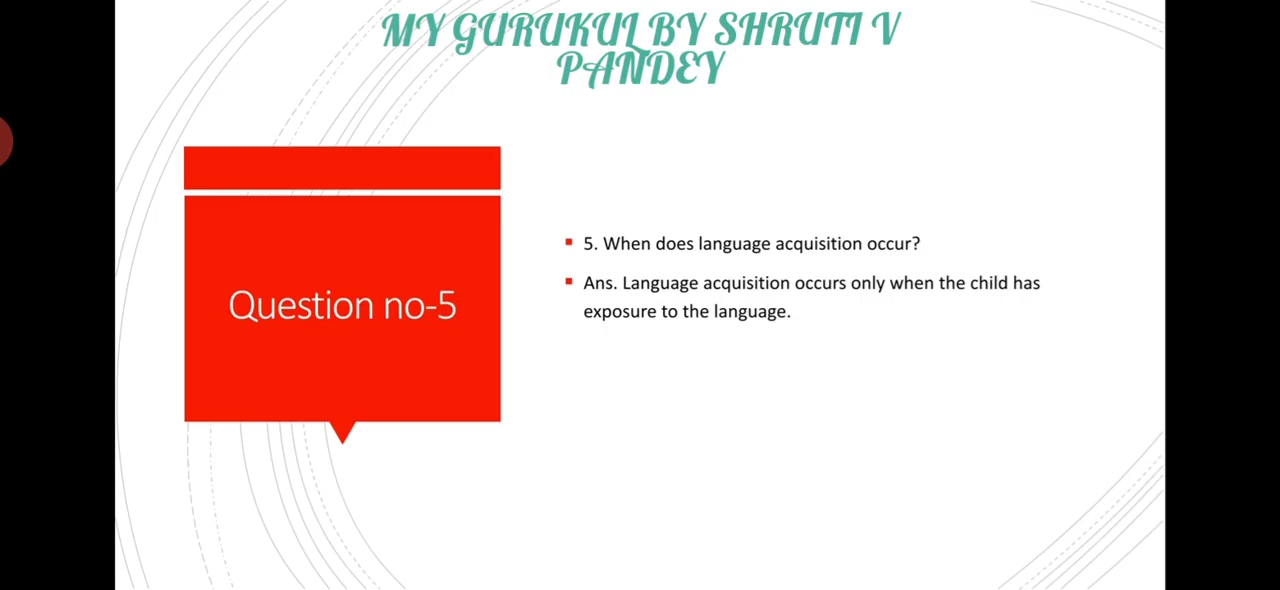 MY GURUKUL BY SHRUTI V
PANDEY
Question no-5
5. When does language acquisition occur?
Ans. Language acquisition occurs only when the child has
exposure to the language.